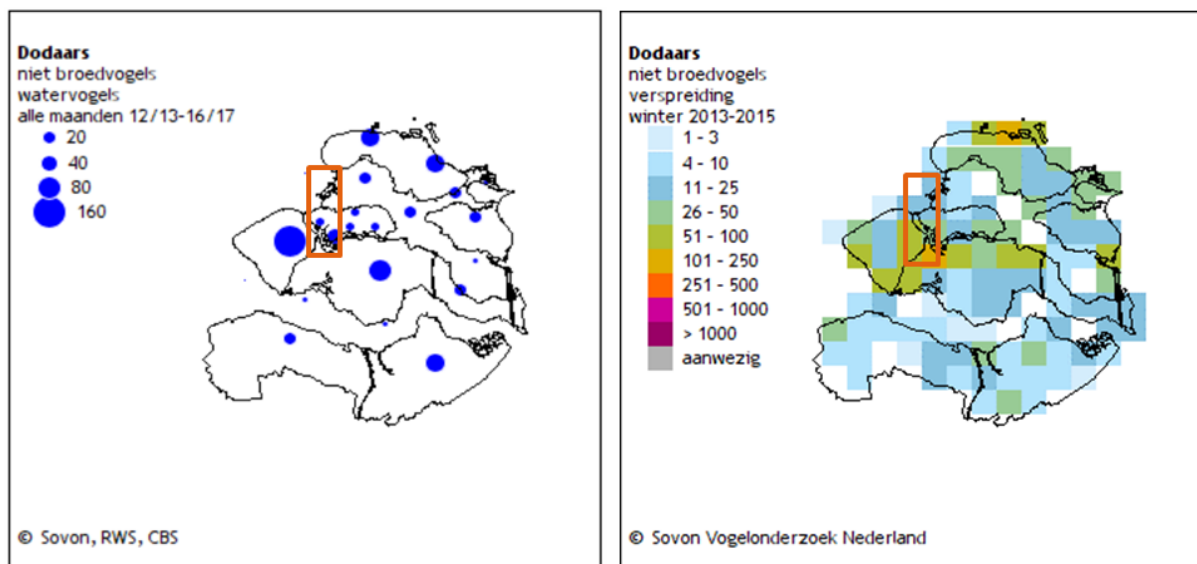 Dodaars
niet broedvogels
watervogels
alle maanden 12/13-16/17
20
40
80
160
© Sovon, RWS, CBS
Dodaars
niet broedvogels
verspreiding
winter 2013-2015
1 - 3
4 - 10
11 - 25
26 - 50
51 - 100
101 - 250
251 - 500
501 - 1000
> 1000
aanwezig
© Sovon Vogelonderzoek Nederland